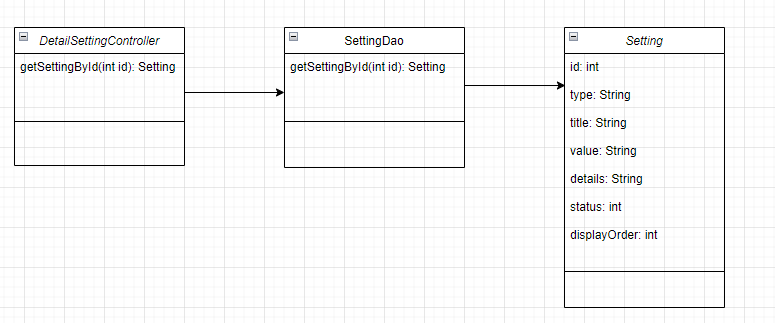 DetailSettingController
getSettingById(int id): Setting
SettingDao
getSettingById(int id): Setting
Setting
id: int
type: String
title: String
value: String
details: String
status: int
displayOrder: int